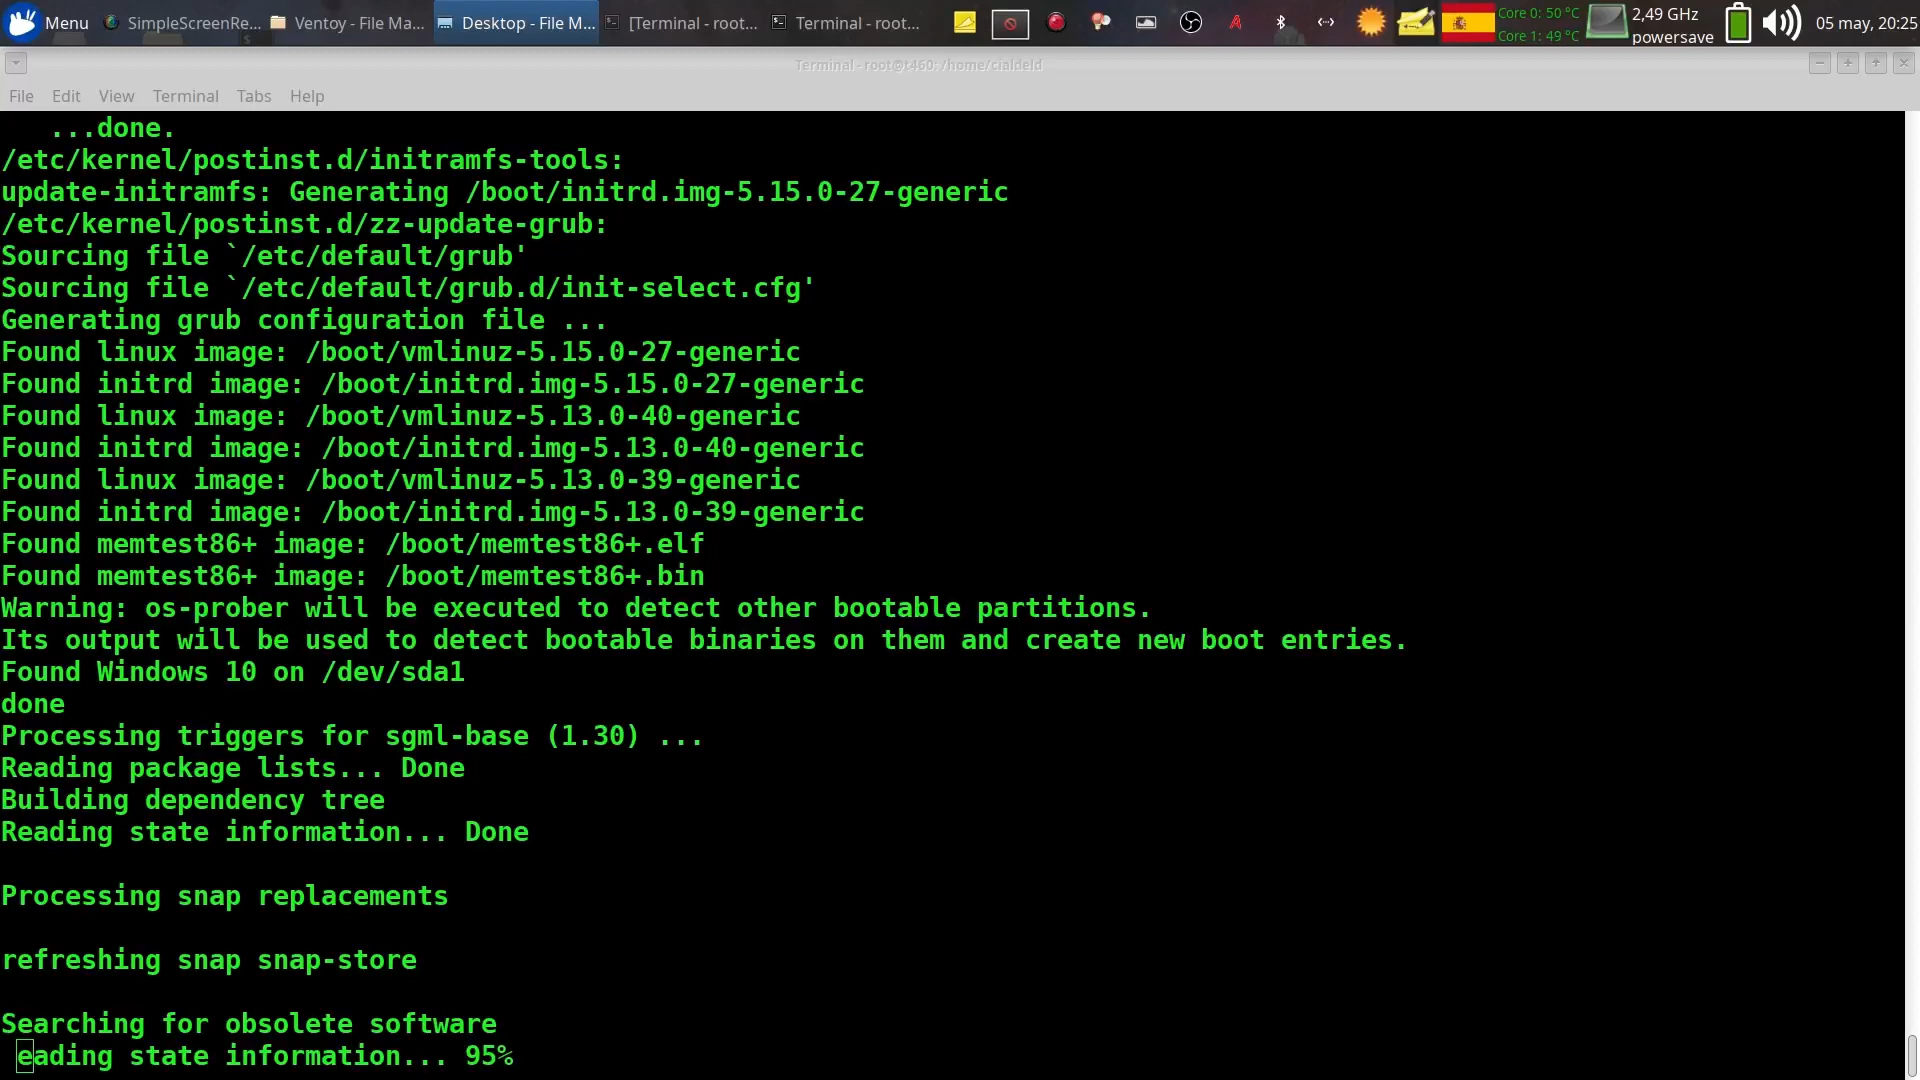 Menu SimpleScreenRe... Ventoy - File Ma... Desktop - File M... [Terminal - root... Terminal - root... Core 0: 50 °C 2,49 GHz 05 may, 20:25
Core 1: 49 °C powersave
Terminal - root@t460: /home/cialdeld
File Edit View Terminal Tabs Help
...done.
/etc/kernel/postinst.d/initramfs-tools:
update-initramfs: Generating /boot/initrd.img-5.15.0-27-generic
/etc/kernel/postinst.d/zz-update-grub:
Sourcing file `/etc/default/grub'
Sourcing file `/etc/default/grub.d/init-select.cfg'
Generating grub configuration file ...
Found linux image: /boot/vmlinuz-5.15.0-27-generic
Found initrd image: /boot/initrd.img-5.15.0-27-generic
Found linux image: /boot/vmlinuz-5.13.0-40-generic
Found initrd image: /boot/initrd.img-5.13.0-40-generic
Found linux image: /boot/vmlinuz-5.13.0-39-generic
Found initrd image: /boot/initrd.img-5.13.0-39-generic
Found memtest86+ image: /boot/memtest86+.elf
Found memtest86+ image: /boot/memtest86+.bin
Warning: os-prober will be executed to detect other bootable partitions.
Its output will be used to detect bootable binaries on them and create new boot entries.
Found Windows 10 on /dev/sda1
done
Processing triggers for sgml-base (1.30) ...
Reading package lists... Done
Building dependency tree
Reading state information... Done
Processing snap replacements
refreshing snap snap-store
Searching for obsolete software
eading state information... 95%